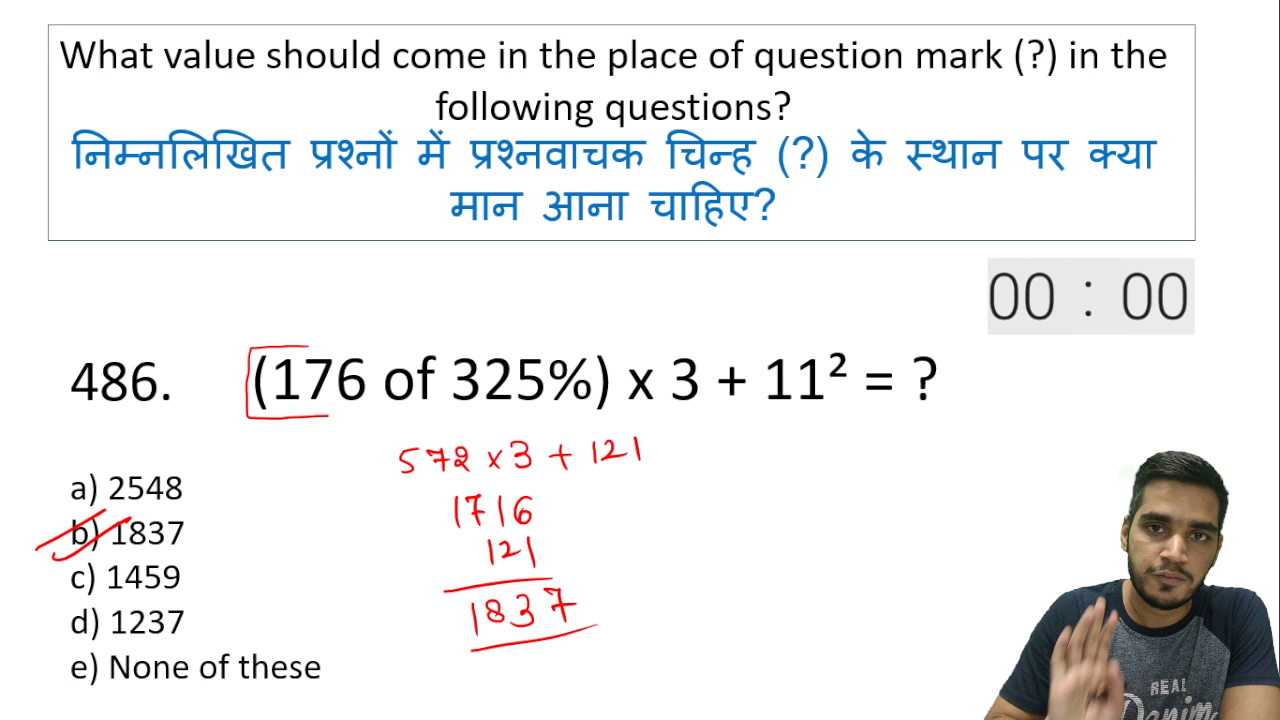 What value should come in the place of question mark (?) in the
following questions?
निम्नलिखित प्रश्नों में प्रश्नवाचक चिन्ह (?) के स्थान पर क्या
मान आना चाहिए?
00 : 00
486. (176 of 325%) x 3 + 11² = ?
572 x 3 + 121
1716
121
1837
a) 2548
b) 1837
c) 1459
d) 1237
e) None of these
REAL
Denim